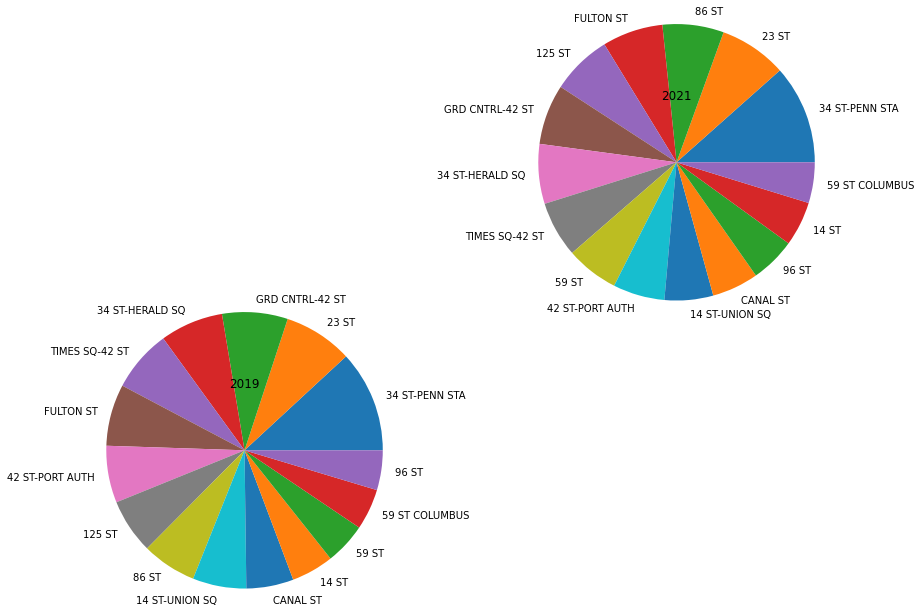 86 ST
FULTON ST
23 ST
125 ST
2021
34 ST-PENN STA
GRD CNTRL-42 ST
34 ST-HERALD SQ
59 ST COLUMBUS
14 ST
TIMES SQ-42 ST
96 ST
59 ST
CANAL ST
42 ST-PORT AUTH
14 ST-UNION SQ
GRD CNTRL-42 ST
34 ST-HERALD SQ
23 ST
TIMES SQ-42 ST
2019
34 ST-PENN STA
FULTON ST
96 ST
42 ST-PORT AUTH
59 ST COLUMBUS
125 ST
59 ST
86 ST
14 ST
14 ST-UNION SQ
CANAL ST